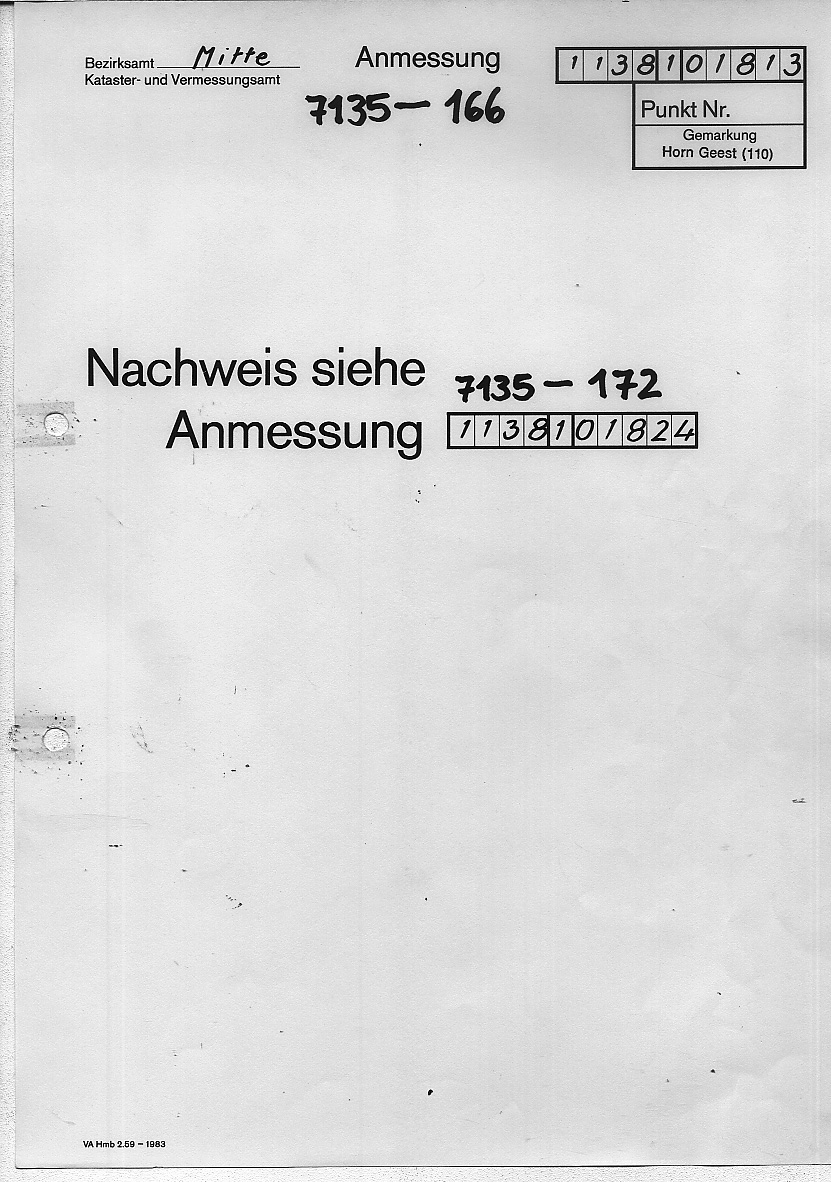 Bezirksamt Mitte
Kataster- und Vermessungsamt
Anmessung
7135 — 166
1138101813
Punkt Nr.
Gemarkung
Horn Geest (110)
Nachweis siehe 7135 — 172
Anmessung 1138101824
VA Hmb 2.59 – 1983